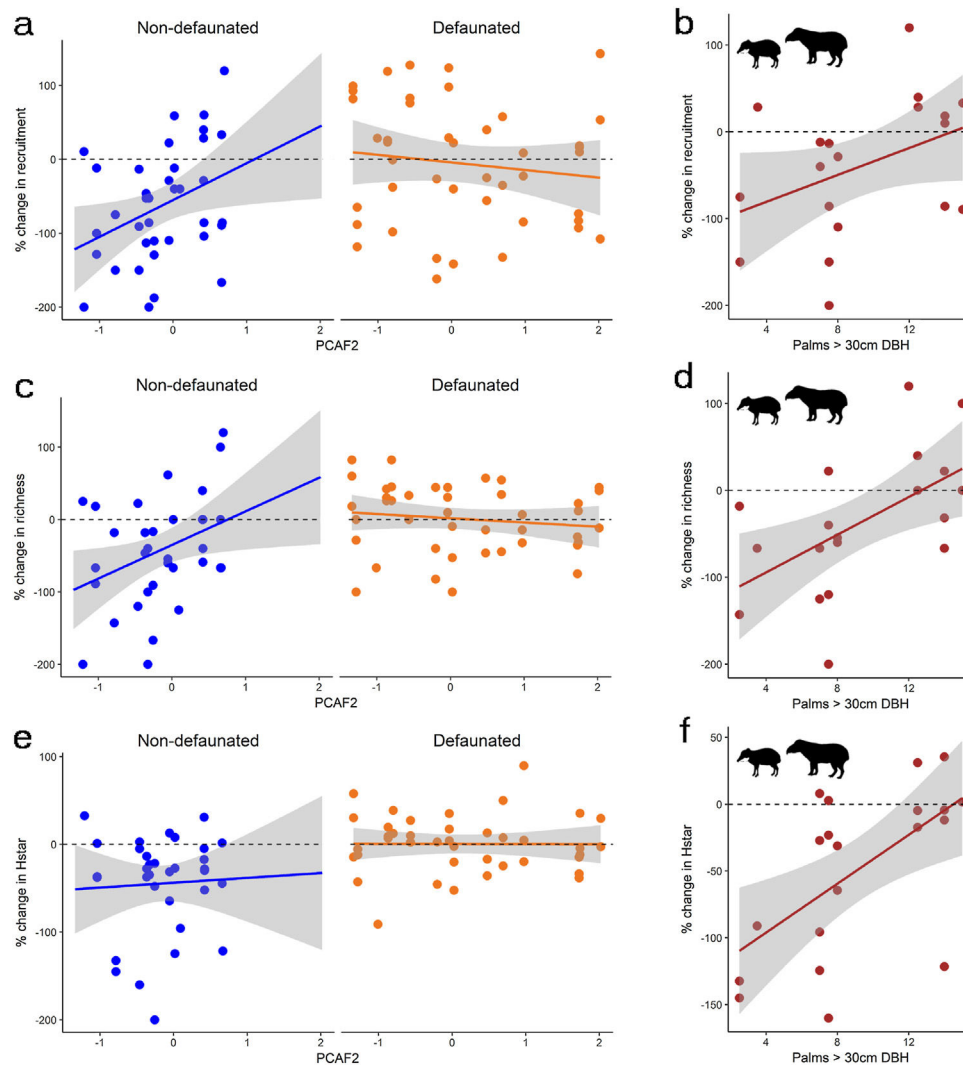 a
Non-defaunated
Defaunated
% change in recruitment
100
0
-100
-200
-1
0
1
2
-1
0
1
2
PCAF2
b
% change in recruitment
100
0
-100
-200
4
8
12
Palms > 30cm DBH
c
Non-defaunated
Defaunated
% change in richness
100
0
-100
-200
-1
0
1
2
-1
0
1
2
PCAF2
d
% change in richness
100
0
-100
-200
4
8
12
Palms > 30cm DBH
e
Non-defaunated
Defaunated
% change in Hstar
100
0
-100
-200
-1
0
1
2
-1
0
1
2
PCAF2
f
% change in Hstar
50
0
-50
-100
-150
4
8
12
Palms > 30cm DBH